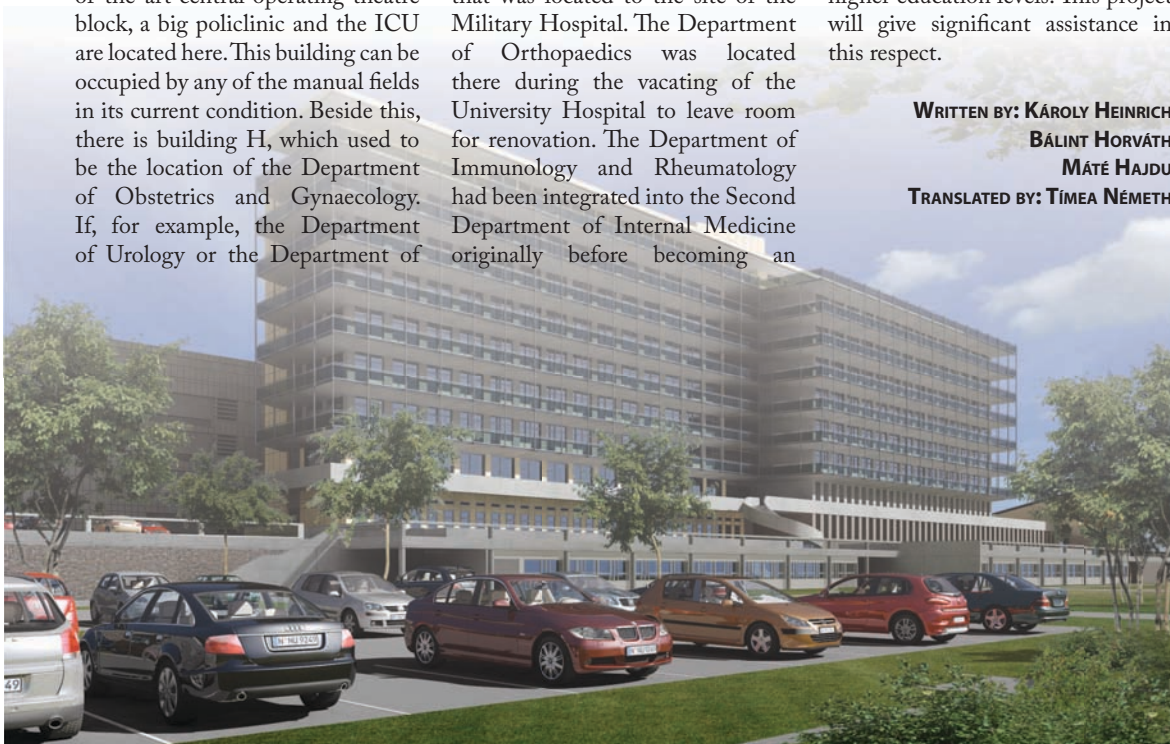 of the art central operating theatre
block, a big policlinic and the ICU
are located here. This building can be
occupied by any of the manual fields
in its current condition. Beside this,
there is building H, which used to
be the location of the Department
of Obstetrics and Gynaecology.
If, for example, the Department
of Urology or the Department of
that was located to the site of the
Military Hospital. The Department
of Orthopaedics was located
there during the vacating of the
University Hospital to leave room
for renovation. The Department of
Immunology and Rheumatology
had been integrated into the Second
Department of Internal Medicine
originally before becoming an
higher education levels. This project
will give significant assistance in
this respect.
WRITTEN BY: KÁROLY HEINRICH
BÁLINT HORVÁTH
MÁTÉ HAJDU
TRANSLATED BY: TÍMEA NÉMETH
N NU 9249
49